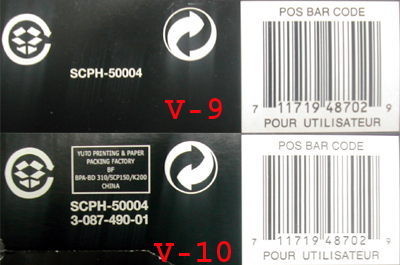 SCPH-50004
V-9
POS BAR CODE
7 11719 48702 9
POUR UTILISATEUR
YUTO PRINTING & PAPER
PACKING FACTORY
BF
BPA-BD 310/SCP150/K200
CHINA
SCPH-50004
3-087-490-01
V-10
POS BAR CODE
7 11719 48702 9
POUR UTILISATEUR